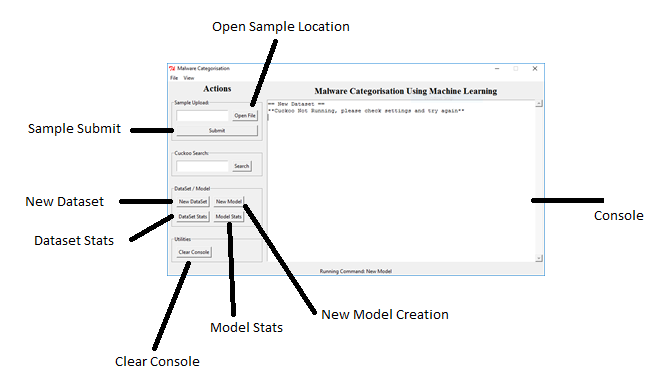 Open Sample Location
Malware Categorisation
File View
Actions
Malware Categorisation Using Machine Learning
Sample Upload:
Open File
Submit
Sample Submit
== New Dataset ==
**Cuckoo Not Running, please check settings and try again**
Cuckoo Search:
Search
DataSet / Model
New DataSet New Model
DataSet Stats Model Stats
New Dataset
Dataset Stats
Console
Utilities
Clear Console
Running Command: New Model
New Model Creation
Model Stats
Clear Console